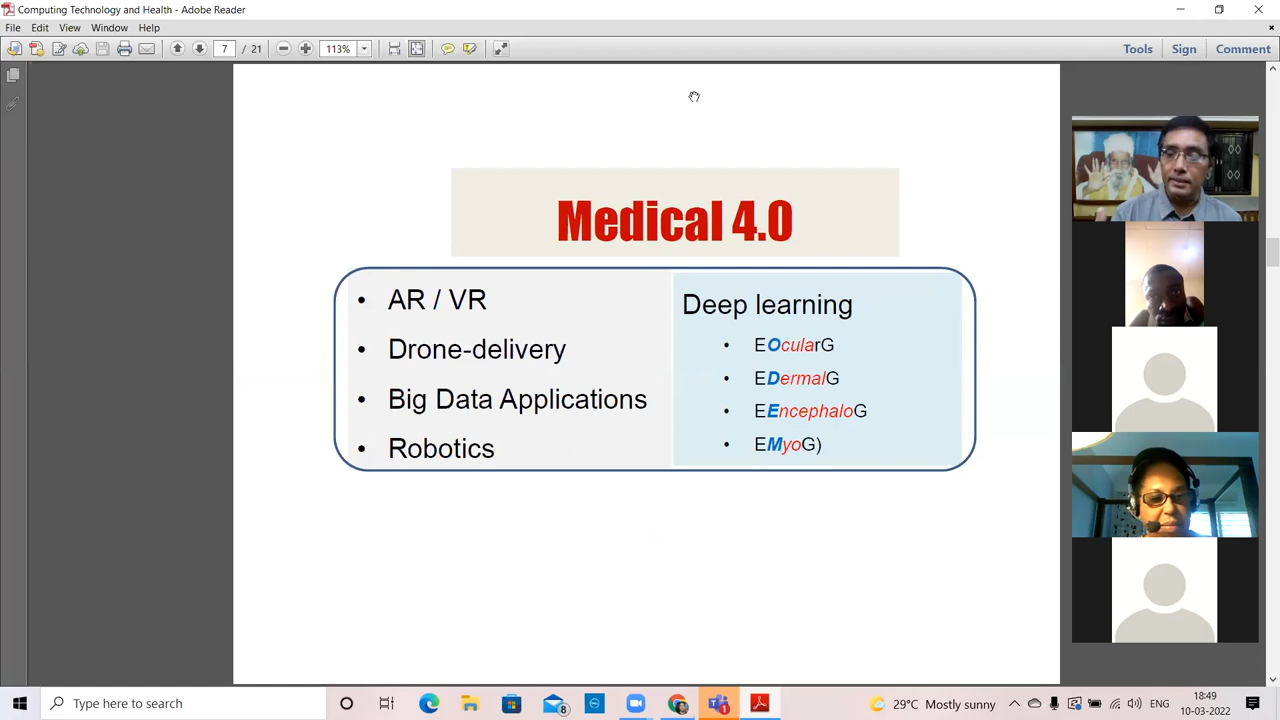 Computing Technology and Health - Adobe Reader
File Edit View Window Help
7 / 21 113% Tools Sign Comment
Medical 4.0
• AR / VR
• Drone-delivery
• Big Data Applications
• Robotics
Deep learning
• EOcularG
• EDermalG
• EEncephaloG
• EMyoG)
Type here to search
8
1
29°C Mostly sunny
ENG
18:49
10-03-2022